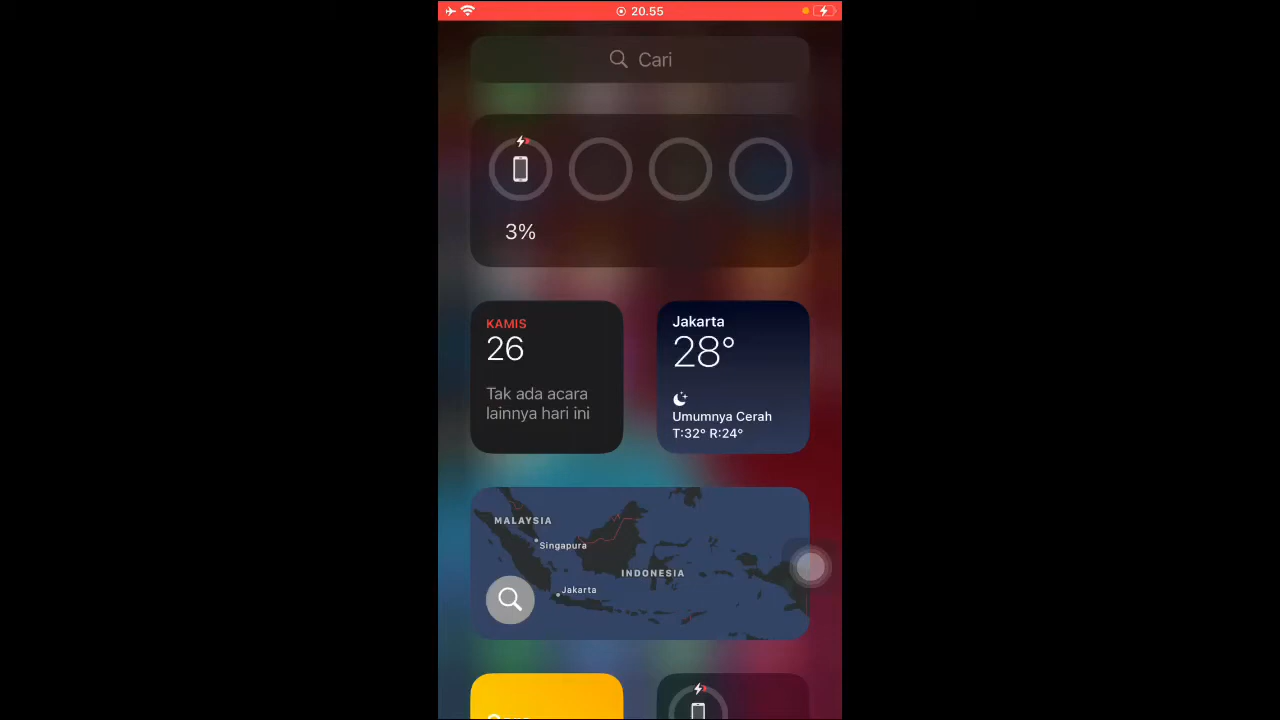 20.55
Cari
3%
KAMIS
26
Tak ada acara
lainnya hari ini
Jakarta
28°
Umumnya Cerah
T:32° R:24°
MALAYSIA
Singapura
INDONESIA
Jakarta